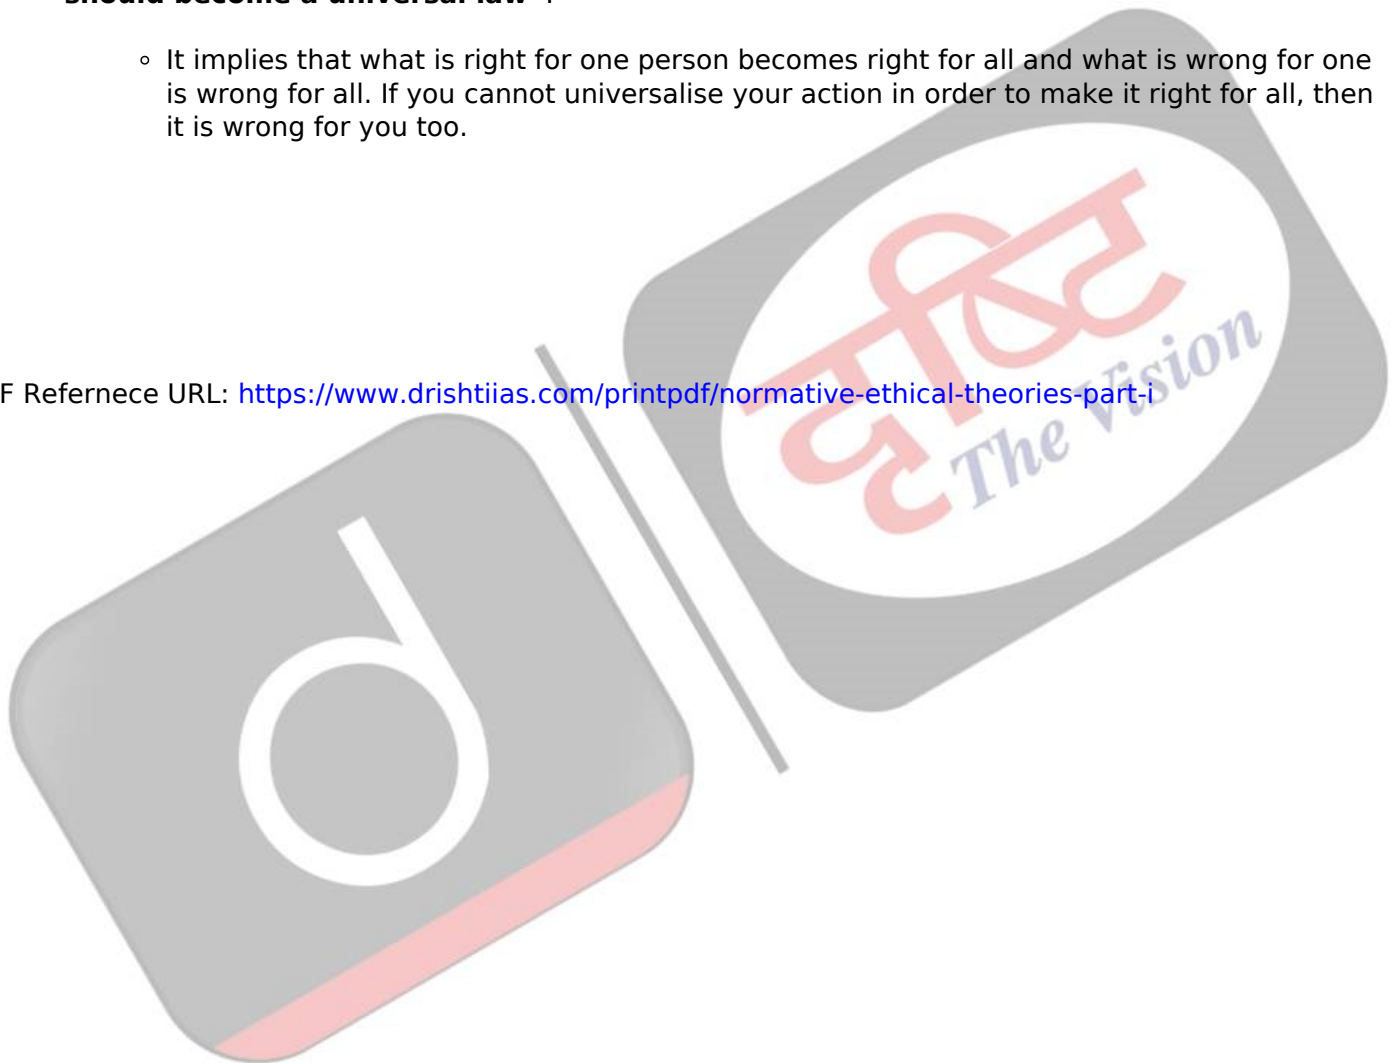 should become a universal law".
◦ It implies that what is right for one person becomes right for all and what is wrong for one
is wrong for all. If you cannot universalise your action in order to make it right for all, then
it is wrong for you too.
F Refernece URL: https://www.drishtiias.com/printpdf/normative-ethical-theories-part-i
d
दृष्टि
The Vision